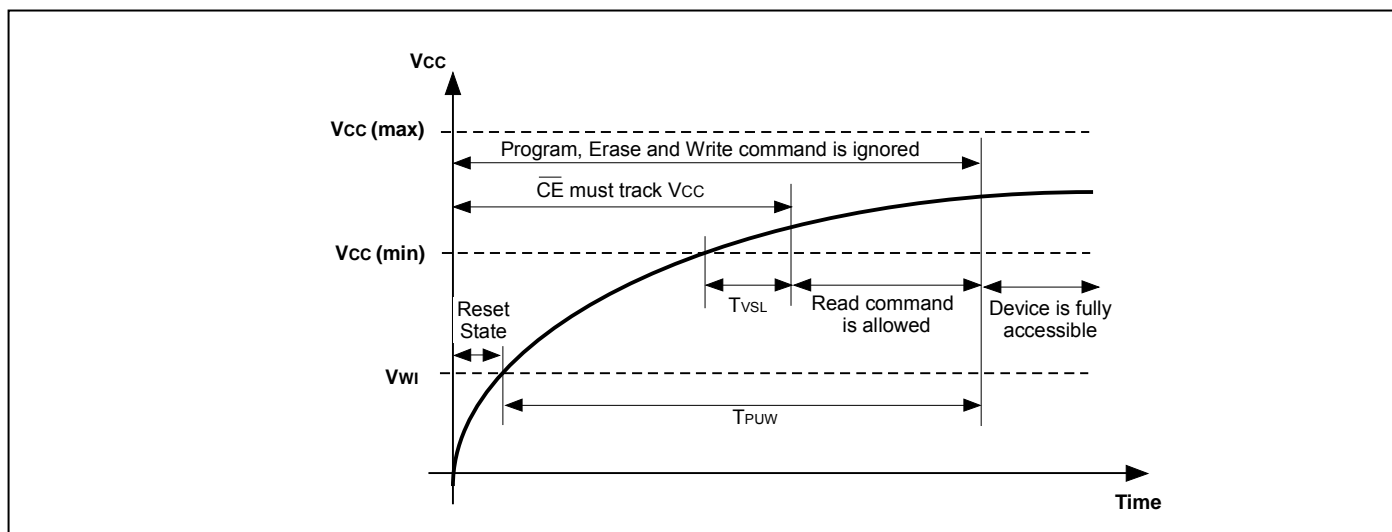 VCC
VCC (max)
Program, Erase and Write command is ignored
C̅E̅ must track VCC
VCC (min)
TVSL
Read command
is allowed
Device is fully
accessible
Reset
State
VWI
TPUW
Time